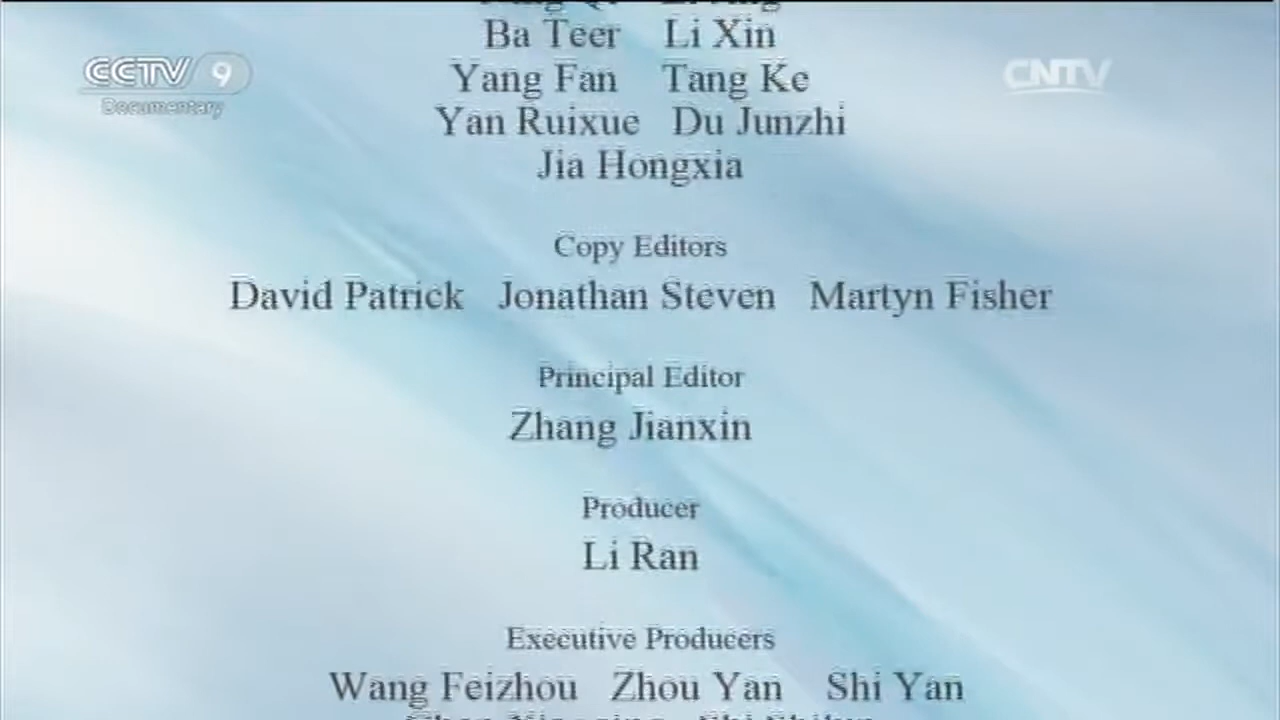 Ba Teer Li Xin
CCTV 9
CNTV
Yang Fan Tang Ke
Documentary
Yan Ruixue Du Junzhi
Jia Hongxia
Copy Editors
David Patrick Jonathan Steven Martyn Fisher
Principal Editor
Zhang Jianxin
Producer
Li Ran
Executive Producers
Wang Feizhou Zhou Yan Shi Yan